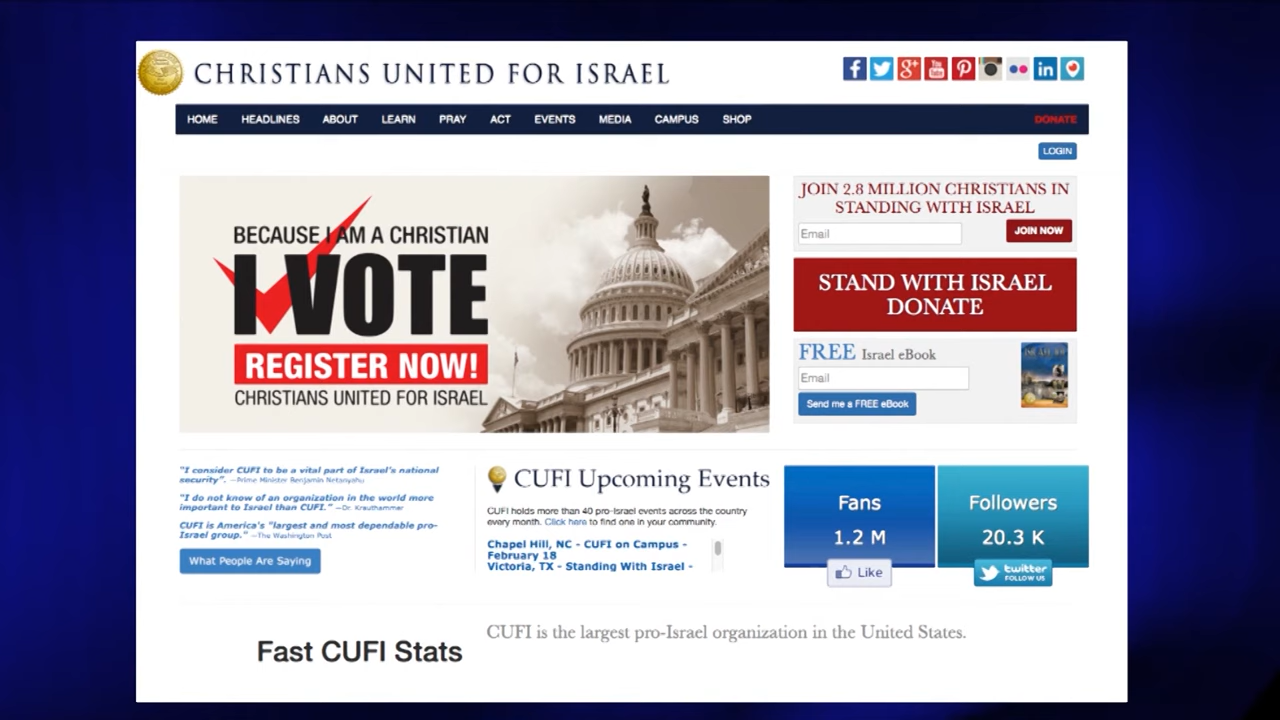 CHRISTIANS UNITED FOR ISRAEL
HOME HEADLINES ABOUT LEARN PRAY ACT EVENTS MEDIA CAMPUS SHOP DONATE
LOGIN
BECAUSE I AM A CHRISTIAN
I VOTE
REGISTER NOW!
CHRISTIANS UNITED FOR ISRAEL
JOIN 2.8 MILLION CHRISTIANS IN
STANDING WITH ISRAEL
Email JOIN NOW
STAND WITH ISRAEL
DONATE
FREE Israel eBook
Email
Send me a FREE eBook
"I consider CUFI to be a vital part of Israel's national
security". —Prime Minister Benjamin Netanyahu
"I do not know of an organization in the world more
important to Israel than CUFI." —Dr. Krauthammer
CUFI is America's "largest and most dependable pro-
Israel group." —The Washington Post
What People Are Saying
CUFI Upcoming Events
CUFI holds more than 40 pro-Israel events across the country
every month. Click here to find one in your community.
Chapel Hill, NC - CUFI on Campus -
February 18
Victoria, TX - Standing With Israel -
Fans
1.2 M
Like
Followers
20.3 K
twitter
FOLLOW US
Fast CUFI Stats
CUFI is the largest pro-Israel organization in the United States.